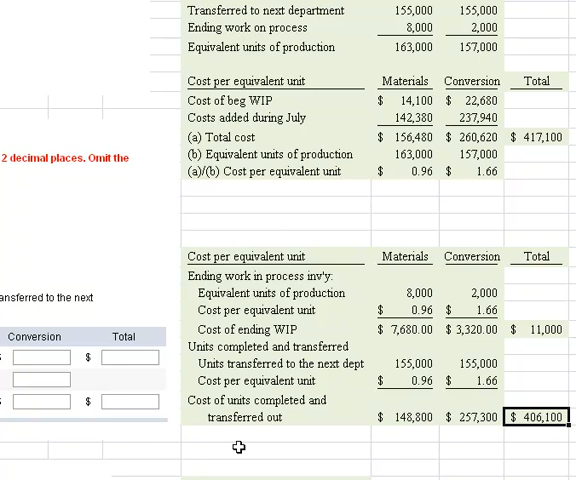 Transferred to next department 155,000 155,000
Ending work on process 8,000 2,000
Equivalent units of production 163,000 157,000
Cost per equivalent unit Materials Conversion Total
Cost of beg WIP $ 14,100 $ 22,680
Costs added during July 142,380 237,940
(a) Total cost $ 156,480 $ 260,620 $ 417,100
(b) Equivalent units of production 163,000 157,000
(a)/(b) Cost per equivalent unit $ 0.96 $ 1.66
2 decimal places. Omit the
Cost per equivalent unit Materials Conversion Total
Ending work in process inv'y:
Equivalent units of production 8,000 2,000
Cost per equivalent unit $ 0.96 $ 1.66
Cost of ending WIP $ 7,680.00 $ 3,320.00 $ 11,000
Units completed and transferred
Units transferred to the next dept 155,000 155,000
Cost per equivalent unit $ 0.96 $ 1.66
Cost of units completed and
transferred out $ 148,800 $ 257,300 $ 406,100
ansferred to the next
Conversion Total
$ $
$ $